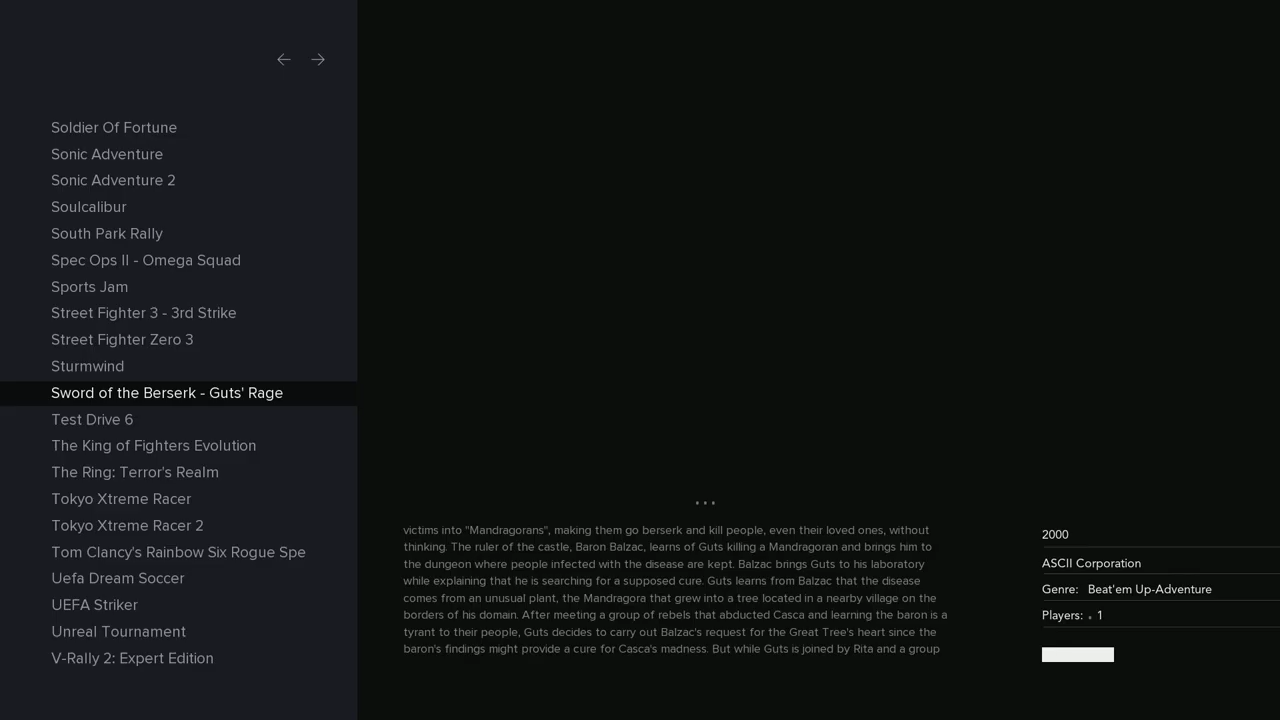 Soldier Of Fortune
Sonic Adventure
Sonic Adventure 2
Soulcalibur
South Park Rally
Spec Ops II - Omega Squad
Sports Jam
Street Fighter 3 - 3rd Strike
Street Fighter Zero 3
Sturmwind
Sword of the Berserk - Guts' Rage
Test Drive 6
The King of Fighters Evolution
The Ring: Terror's Realm
Tokyo Xtreme Racer
Tokyo Xtreme Racer 2
Tom Clancy's Rainbow Six Rogue Spe
Uefa Dream Soccer
UEFA Striker
Unreal Tournament
V-Rally 2: Expert Edition
...
victims into "Mandragorans", making them go berserk and kill people, even their loved ones, without
thinking. The ruler of the castle, Baron Balzac, learns of Guts killing a Mandragoran and brings him to
the dungeon where people infected with the disease are kept. Balzac brings Guts to his laboratory
while explaining that he is searching for a supposed cure. Guts learns from Balzac that the disease
comes from an unusual plant, the Mandragora that grew into a tree located in a nearby village on the
borders of his domain. After meeting a group of rebels that abducted Casca and learning the baron is a
tyrant to their people, Guts decides to carry out Balzac's request for the Great Tree's heart since the
baron's findings might provide a cure for Casca's madness. But while Guts is joined by Rita and a group
2000
ASCII Corporation
Genre: Beat'em Up-Adventure
Players: . 1